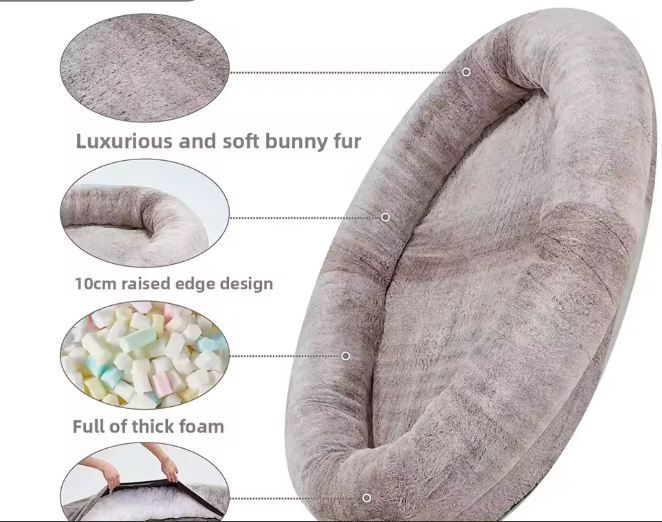 Luxurious and soft bunny fur
10cm raised edge design
Full of thick foam